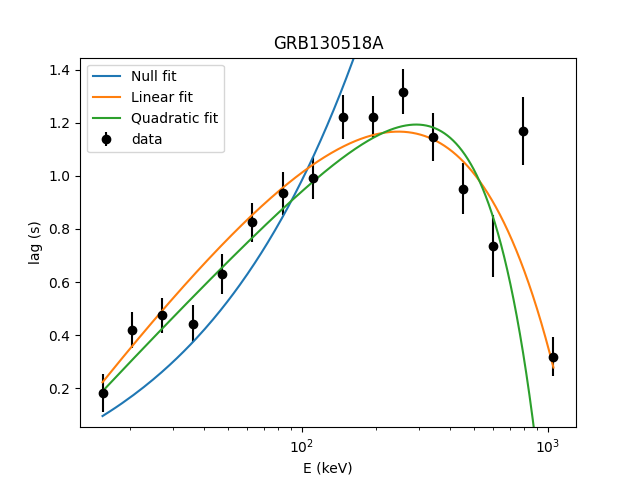 GRB130518A
Null fit
Linear fit
Quadratic fit
data
lag (s)
1.4
1.2
1.0
0.8
0.6
0.4
0.2
10²
10³
E (keV)